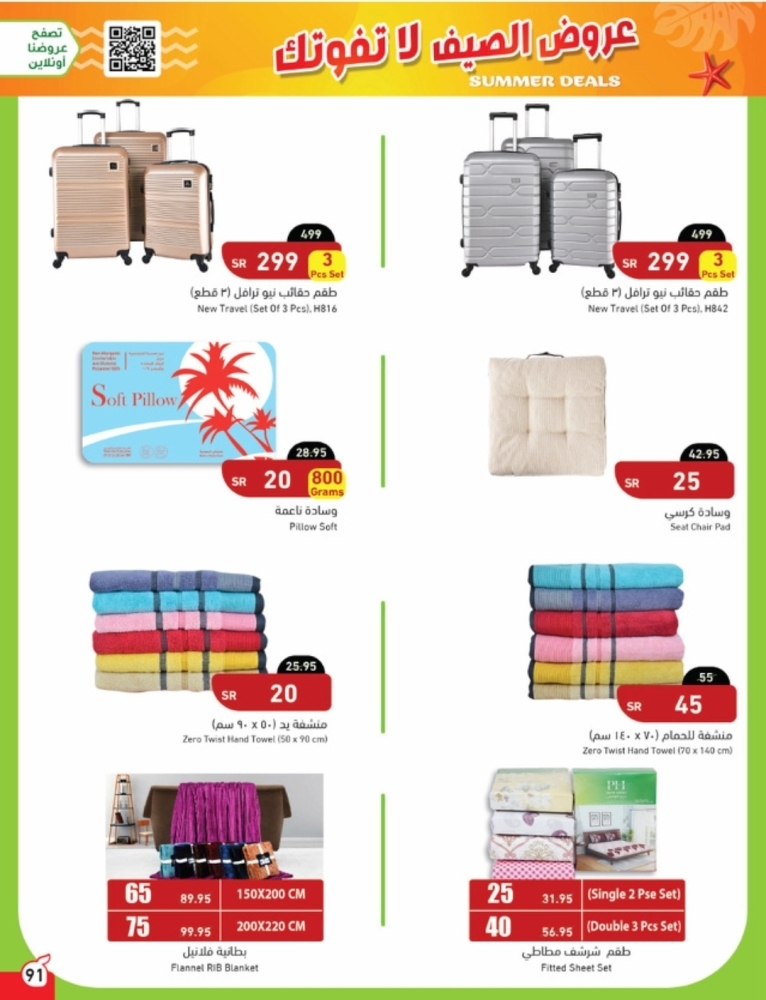 تصفح
عروضنا
أونلاين
عروض الصيف لا تفوتك
SUMMER DEALS
499
SR 299
3
Pcs Set
طقم حقائب نيو ترافل (٣ قطع)
New Travel (Set Of 3 Pcs), H816
499
SR 299
3
Pcs Set
طقم حقائب نيو ترافل (٣ قطع)
New Travel (Set Of 3 Pcs), H842
Soft Pillow
28.95
SR 20
800
Grams
وسادة ناعمة
Pillow Soft
42.95
SR 25
وسادة كرسي
Seat Chair Pad
25.95
SR 20
منشفة يد (٥٠ x ٩٠ سم)
Zero Twist Hand Towel (50 x 90 cm)
55
SR 45
منشفة للحمام (٧٠ x ١٤٠ سم)
Zero Twist Hand Towel (70 x 140 cm)
65 89.95 150X200 CM
75 99.95 200X220 CM
بطانية فلانيل
Flannel RIB Blanket
PH
25 31.95 (Single 2 Pse Set)
40 56.95 (Double 3 Pcs Set)
طقم شرشف مطاطي
Fitted Sheet Set
91